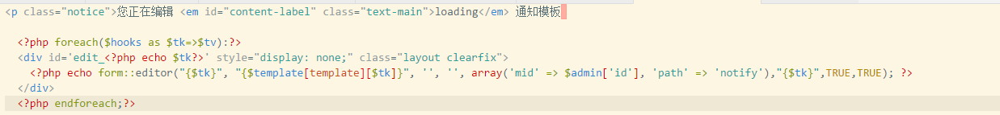 <p class="notice">您正在编辑 <em id="content-label" class="text-main">loading</em> 通知模板
<?php foreach($hooks as $tk=>$tv):?>
<div id='edit_<?php echo $tk?>' style="display: none;" class="layout clearfix">
<?php echo form::editor("{$tk}", "{$template[template][$tk]}", '', '', array('mid' => $admin['id'], 'path' => 'notify'),"{$tk}",TRUE,TRUE); ?>
</div>
<?php endforeach;?>